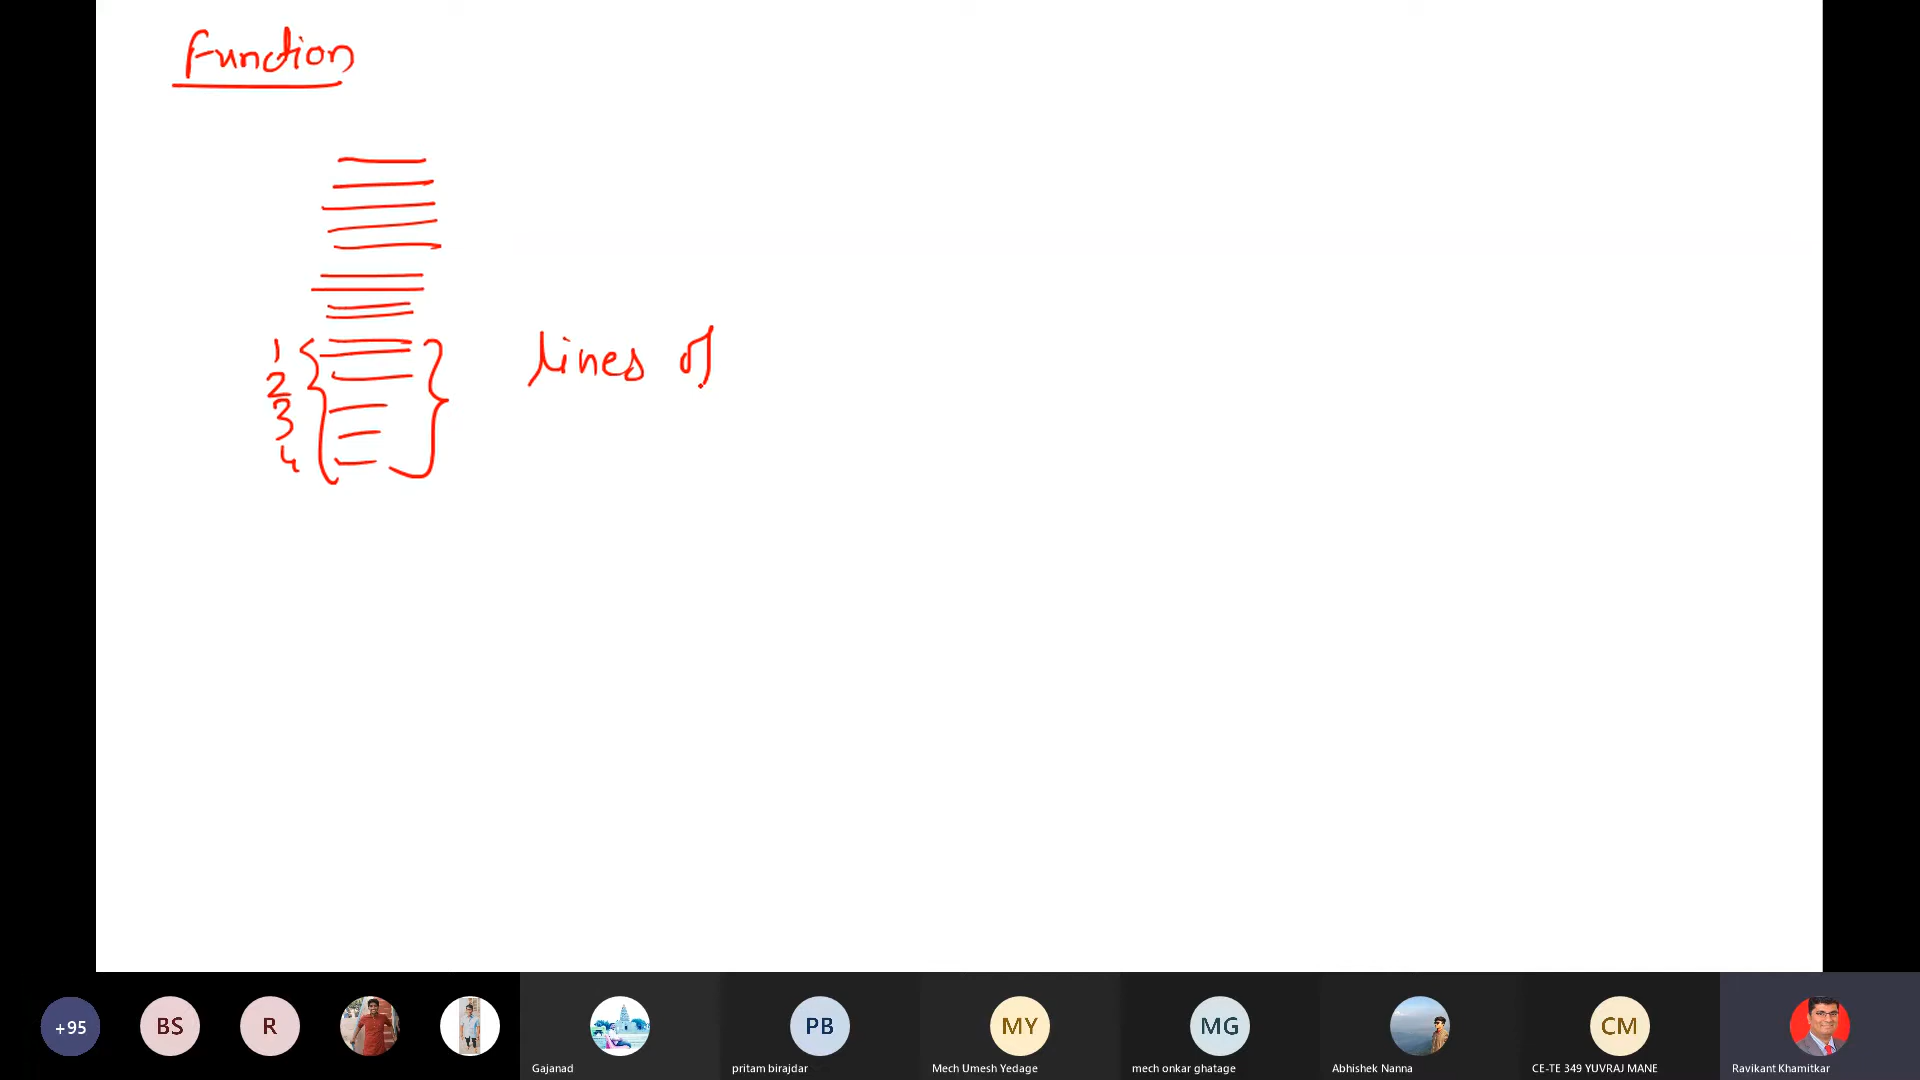 Function
1
2
3
4
lines of
+95
BS
R
PB
MY
MG
CM
Gajanad
pritam birajdar
Mech Umesh Yedage
mech onkar ghatage
Abhishek Nanna
CE-TE 349 YUVRAJ MANE
Ravikant Khamitkar